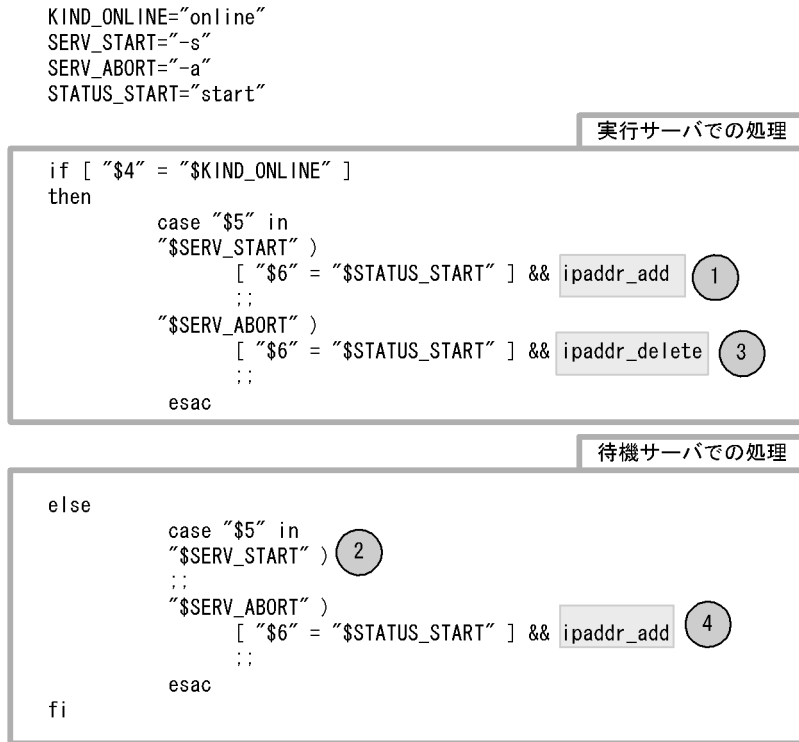 KIND_ONLINE="online"
SERV_START="-s"
SERV_ABORT="-a"
STATUS_START="start"
実行サーバでの処理
if [ "$4" = "$KIND_ONLINE" ]
then
case "$5" in
"$SERV_START" )
[ "$6" = "$STATUS_START" ] && ipaddr_add 1
;;
"$SERV_ABORT" )
[ "$6" = "$STATUS_START" ] && ipaddr_delete 3
;;
esac
待機サーバでの処理
else
case "$5" in
"$SERV_START" ) 2
;;
"$SERV_ABORT" )
[ "$6" = "$STATUS_START" ] && ipaddr_add 4
;;
esac
fi